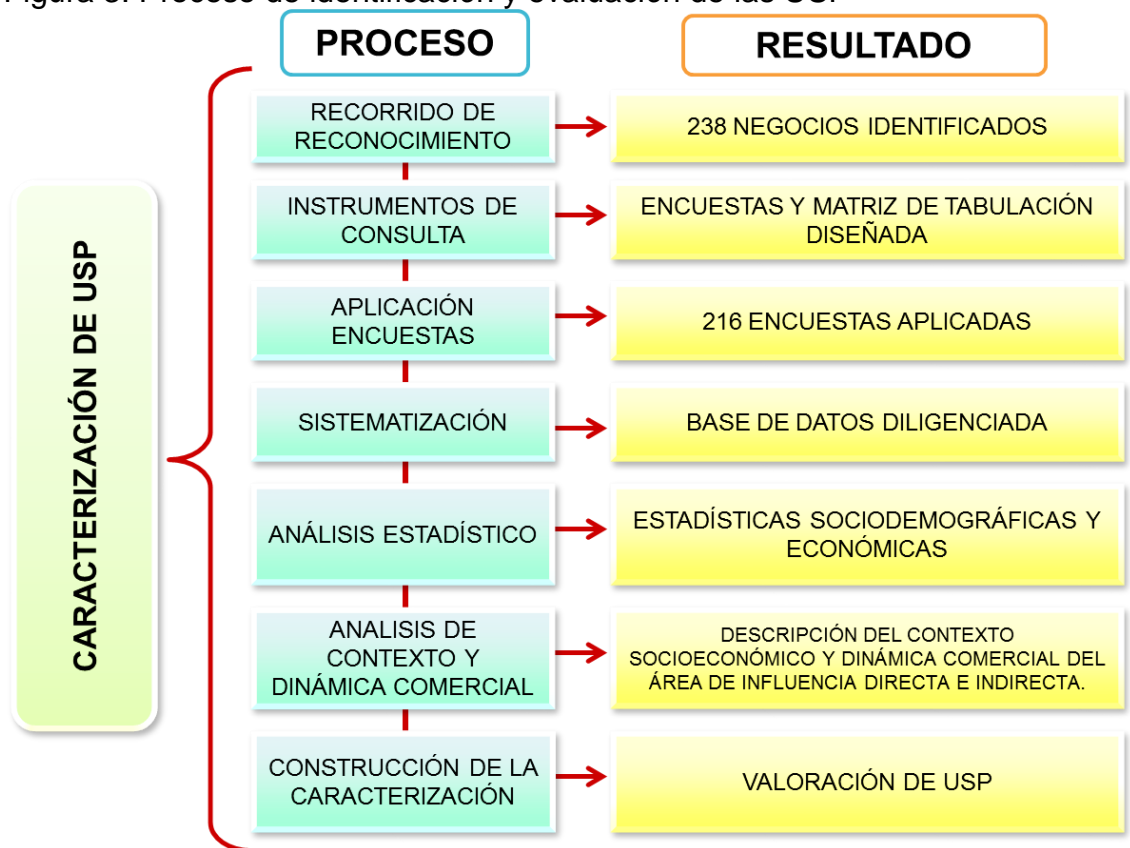 PROCESO
RESULTADO
CARACTERIZACIÓN DE USP
RECORRIDO DE
RECONOCIMIENTO
238 NEGOCIOS IDENTIFICADOS
INSTRUMENTOS DE
CONSULTA
ENCUESTAS Y MATRIZ DE TABULACIÓN
DISEÑADA
APLICACIÓN
ENCUESTAS
216 ENCUESTAS APLICADAS
SISTEMATIZACIÓN
BASE DE DATOS DILIGENCIADA
ANÁLISIS ESTADÍSTICO
ESTADÍSTICAS SOCIODEMOGRÁFICAS Y
ECONÓMICAS
ANALISIS DE
CONTEXTO Y
DINÁMICA COMERCIAL
DESCRIPCIÓN DEL CONTEXTO
SOCIOECONÓMICO Y DINÁMICA COMERCIAL DEL
ÁREA DE INFLUENCIA DIRECTA E INDIRECTA.
CONSTRUCCIÓN DE LA
CARACTERIZACIÓN
VALORACIÓN DE USP